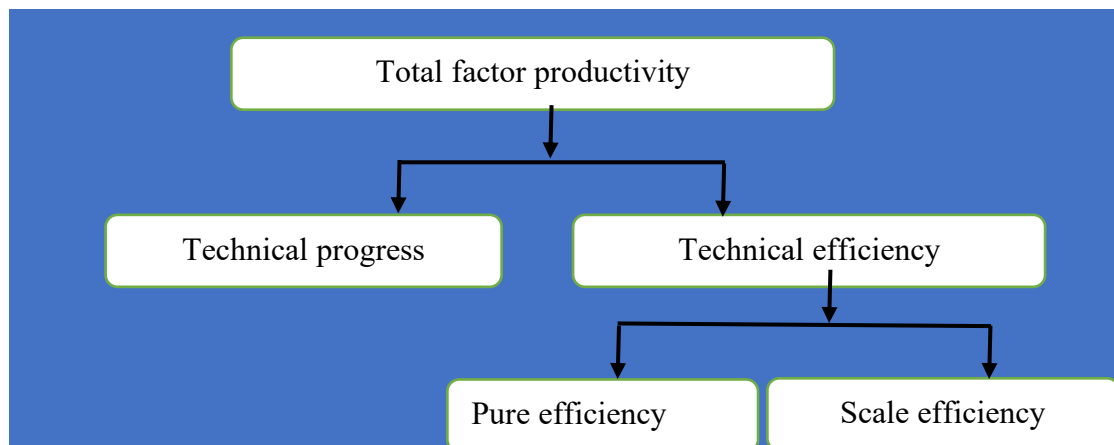 Total factor productivity
Technical progress
Technical efficiency
Pure efficiency
Scale efficiency